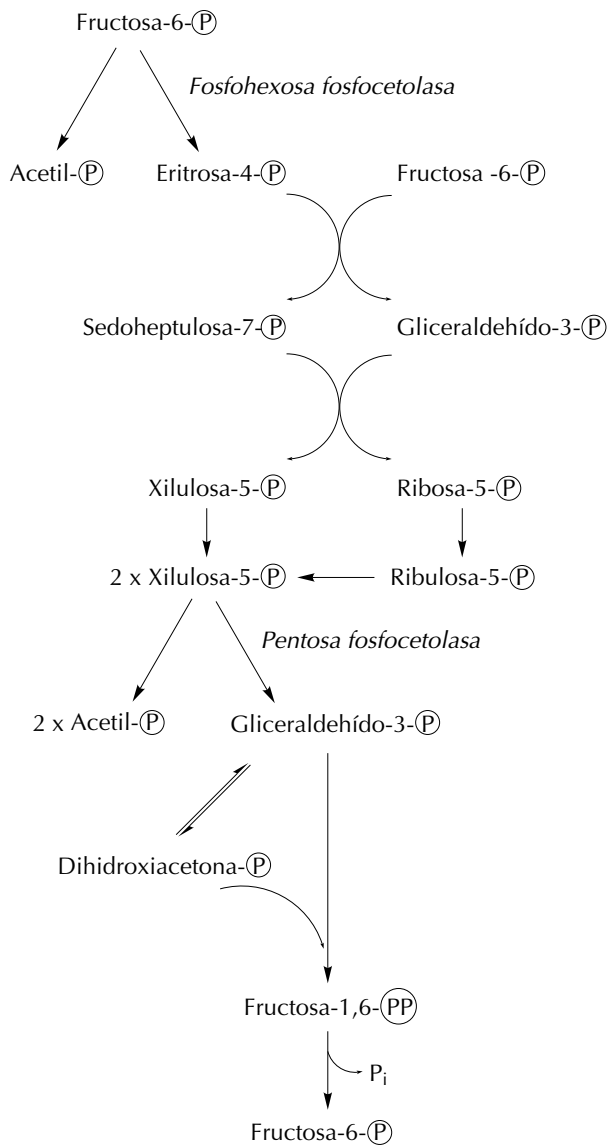 Fructosa-6-Ⓟ
Fosfohexosa fosfocetolasa
Acetil-Ⓟ Eritrosa-4-Ⓟ Fructosa -6-Ⓟ
Sedoheptulosa-7-Ⓟ Gliceraldehído-3-Ⓟ
Xilulosa-5-Ⓟ Ribosa-5-Ⓟ
2 x Xilulosa-5-Ⓟ Ribulosa-5-Ⓟ
Pentosa fosfocetolasa
2 x Acetil-Ⓟ Gliceraldehído-3-Ⓟ
Dihidroxiacetona-Ⓟ
Fructosa-1,6-PP
Pi
Fructosa-6-Ⓟ